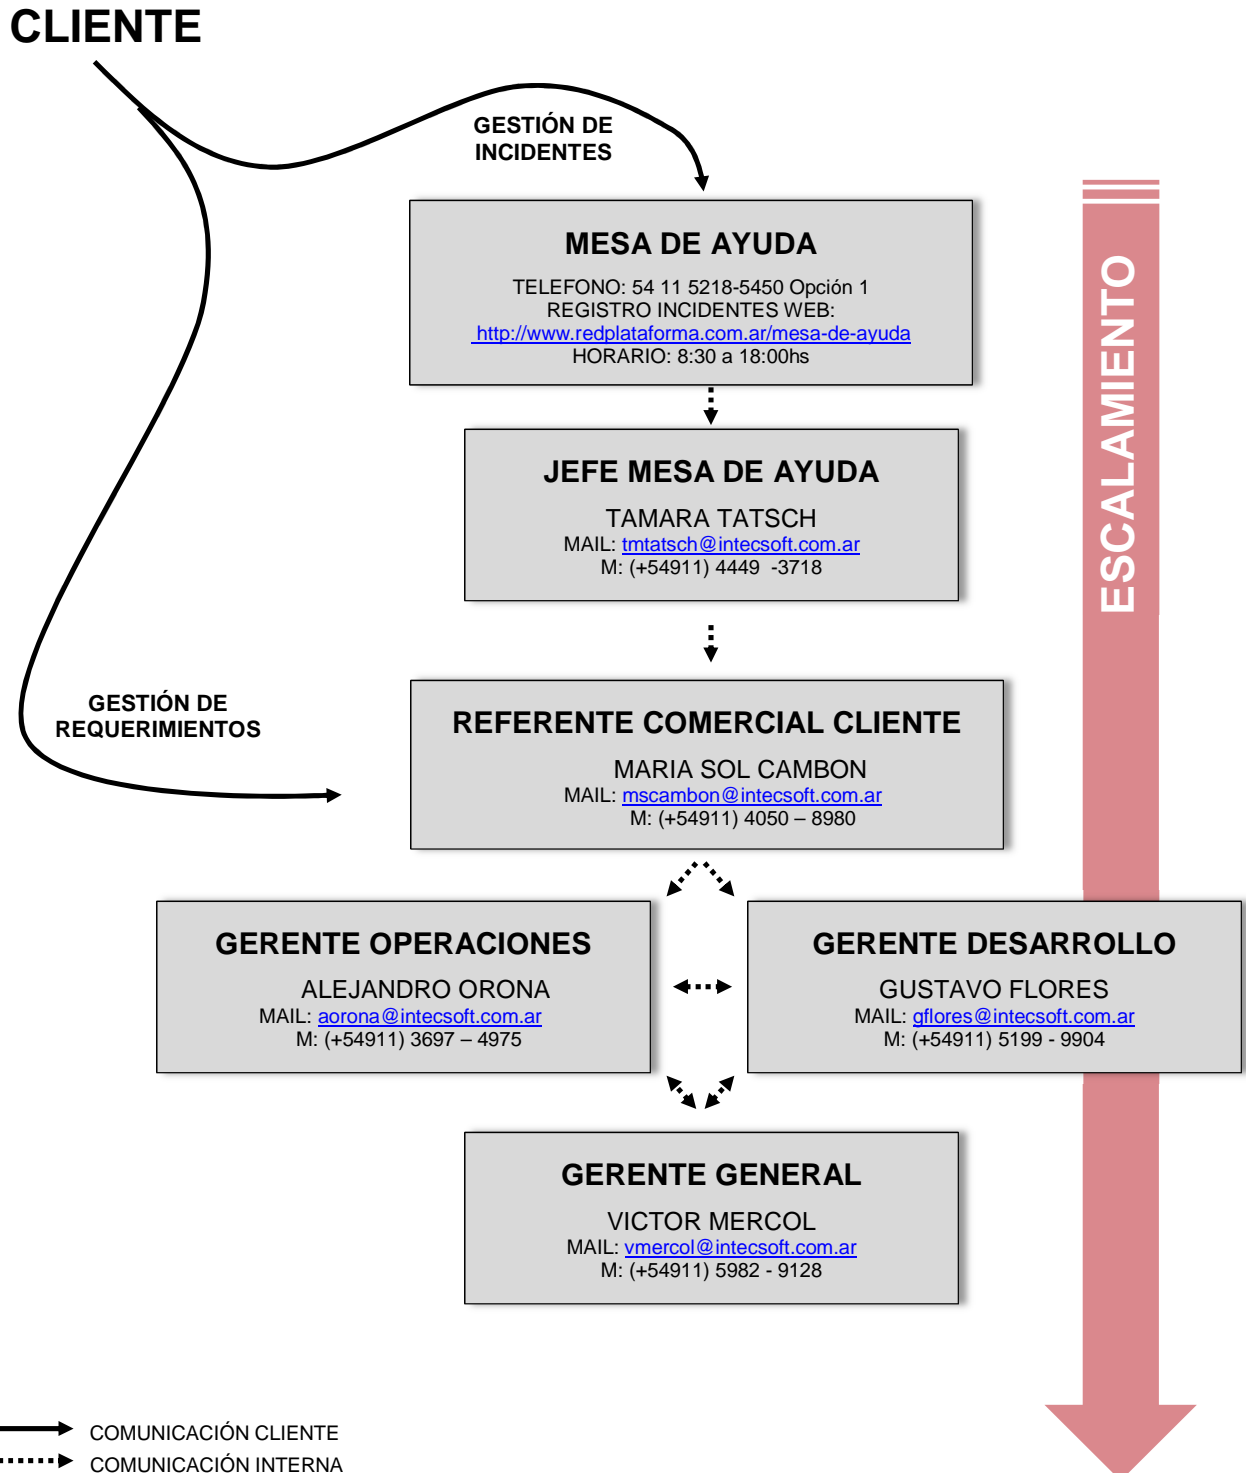 CLIENTE
GESTIÓN DE
INCIDENTES
MESA DE AYUDA
TELEFONO: 54 11 5218-5450 Opción 1
REGISTRO INCIDENTES WEB:
http://www.redplataforma.com.ar/mesa-de-ayuda
HORARIO: 8:30 a 18:00hs
ESCALAMIENTO
JEFE MESA DE AYUDA
TAMARA TATSCH
MAIL: tmtatsch@intecsoft.com.ar
M: (+54911) 4449 -3718
GESTIÓN DE
REQUERIMIENTOS
REFERENTE COMERCIAL CLIENTE
MARIA SOL CAMBON
MAIL: mscambon@intecsoft.com.ar
M: (+54911) 4050 – 8980
GERENTE OPERACIONES
ALEJANDRO ORONA
MAIL: aorona@intecsoft.com.ar
M: (+54911) 3697 – 4975
GERENTE DESARROLLO
GUSTAVO FLORES
MAIL: gflores@intecsoft.com.ar
M: (+54911) 5199 - 9904
GERENTE GENERAL
VICTOR MERCOL
MAIL: vmercol@intecsoft.com.ar
M: (+54911) 5982 - 9128
COMUNICACIÓN CLIENTE
COMUNICACIÓN INTERNA